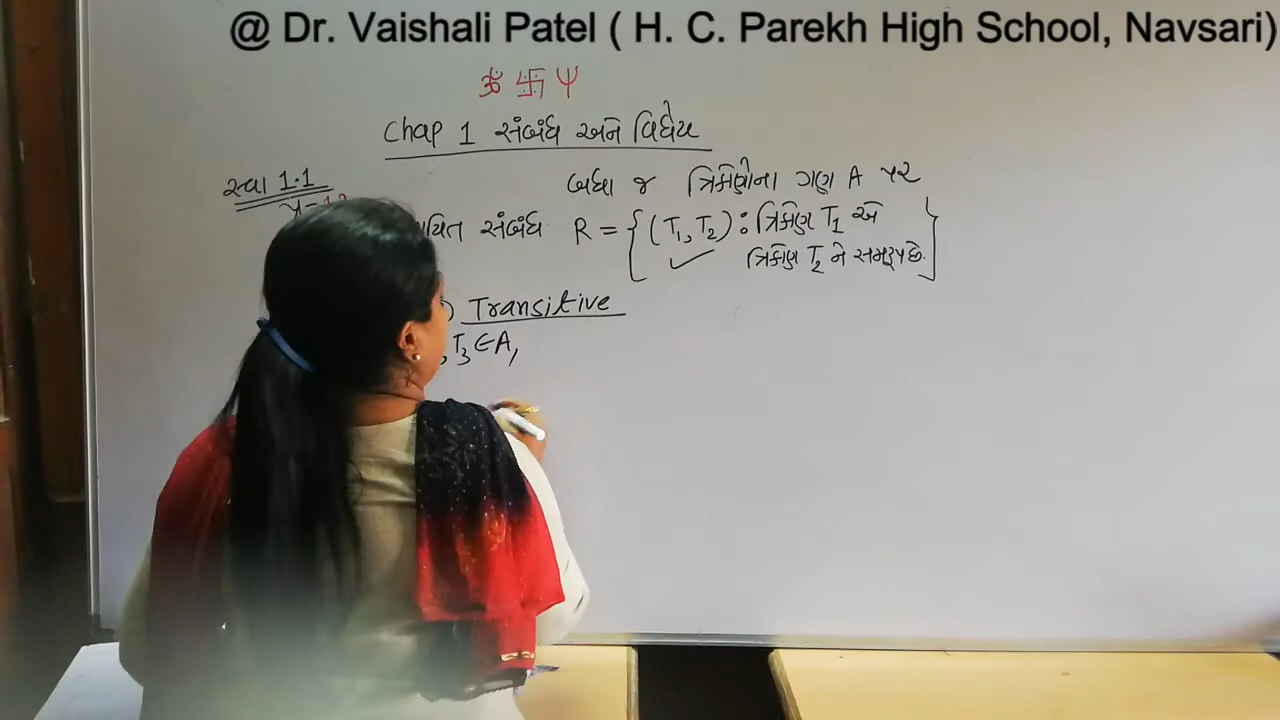 @ Dr. Vaishali Patel ( H. C. Parekh High School, Navsari)
ૐ 卐
Chap 1 સંબંધ અને વિધેય
સ્વા 1.1
બધા જ ત્રિકોણોના ગણ A પર
સંબંધ R = { (T₁, T₂) : ત્રિકોણ T₁ એ
ત્રિકોણ T₂ ને સમરૂપ છે. }
Transitive
T₃ ∈ A,